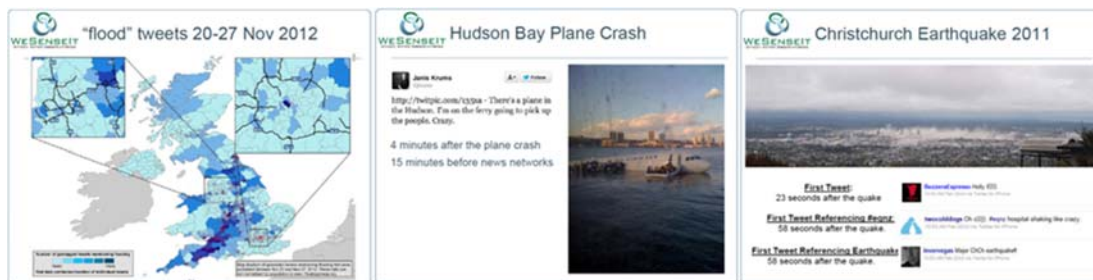 WESENSEIT
"flood" tweets 20-27 Nov 2012
WESENSEIT
Hudson Bay Plane Crash
Janis Krums
Follow
http://twitpic.com/135xa - There's a plane in
the Hudson. I'm on the ferry going to pick up
the people. Crazy.
4 minutes after the plane crash
15 minutes before news networks
WESENSEIT
Christchurch Earthquake 2011
First Tweet:
23 seconds after the quake
First Tweet Referencing #eqnz:
58 seconds after the quake.
First Tweet Referencing Earthquake
58 seconds after the quake.
#eqnz hospital shaking like crazy.